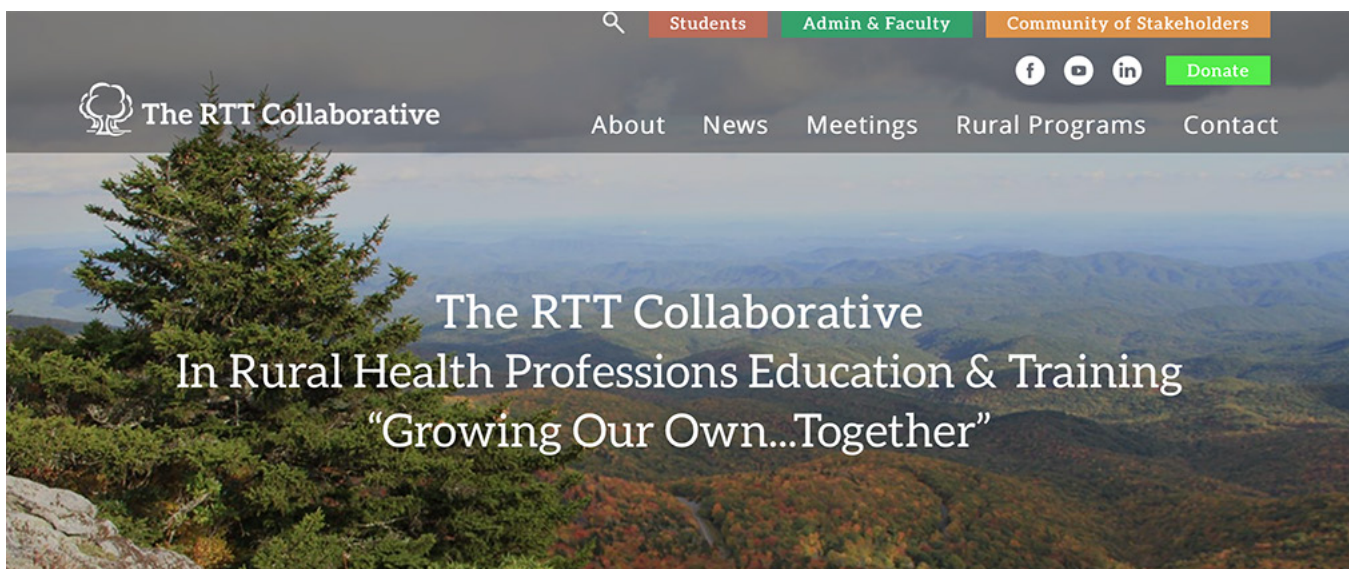 Students Admin & Faculty Community of Stakeholders
Donate
The RTT Collaborative
About News Meetings Rural Programs Contact
The RTT Collaborative
In Rural Health Professions Education & Training
“Growing Our Own...Together”